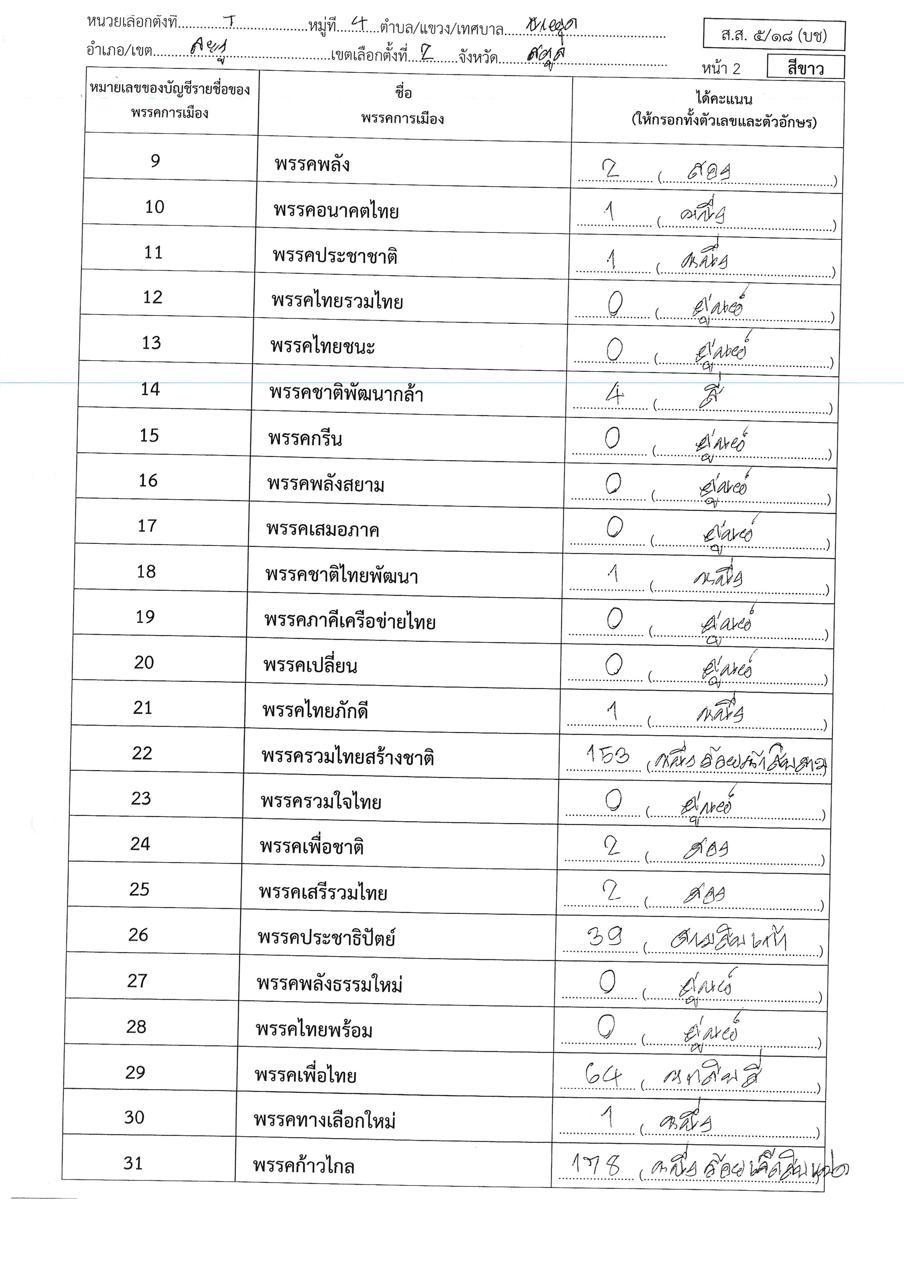 หน่วยเลือกตั้งที่ 1 หมู่ที่ 4 ตำบล/แขวง/เทศบาล
ส.ส. ๕/๑๘ (บช)
อำเภอ/เขต ละงู เขตเลือกตั้งที่ 2 จังหวัด สตูล
หน้า 2 สีขาว
หมายเลขของบัญชีรายชื่อของพรรคการเมือง ชื่อพรรคการเมือง ได้คะแนน (ให้กรอกทั้งตัวเลขและตัวอักษร)
9 พรรคพลัง 2 (สอง)
10 พรรคอนาคตไทย 1 (หนึ่ง)
11 พรรคประชาชาติ 1 (หนึ่ง)
12 พรรคไทยรวมไทย 0 (ศูนย์)
13 พรรคไทยชนะ 0 (ศูนย์)
14 พรรคชาติพัฒนากล้า 4 (สี่)
15 พรรคกรีน 0 (ศูนย์)
16 พรรคพลังสยาม 0 (ศูนย์)
17 พรรคเสมอภาค 0 (ศูนย์)
18 พรรคชาติไทยพัฒนา 1 (หนึ่ง)
19 พรรคภาคีเครือข่ายไทย 0 (ศูนย์)
20 พรรคเปลี่ยน 0 (ศูนย์)
21 พรรคไทยภักดี 1 (หนึ่ง)
22 พรรครวมไทยสร้างชาติ 153 (หนึ่งร้อยห้าสิบสาม)
23 พรรครวมใจไทย 0 (ศูนย์)
24 พรรคเพื่อชาติ 2 (สอง)
25 พรรคเสรีรวมไทย 2 (สอง)
26 พรรคประชาธิปัตย์ 39 (สามสิบเก้า)
27 พรรคพลังธรรมใหม่ 0 (ศูนย์)
28 พรรคไทยพร้อม 0 (ศูนย์)
29 พรรคเพื่อไทย 64 (หกสิบสี่)
30 พรรคทางเลือกใหม่ 1 (หนึ่ง)
31 พรรคก้าวไกล 178 (หนึ่งร้อยเจ็ดสิบแปด)